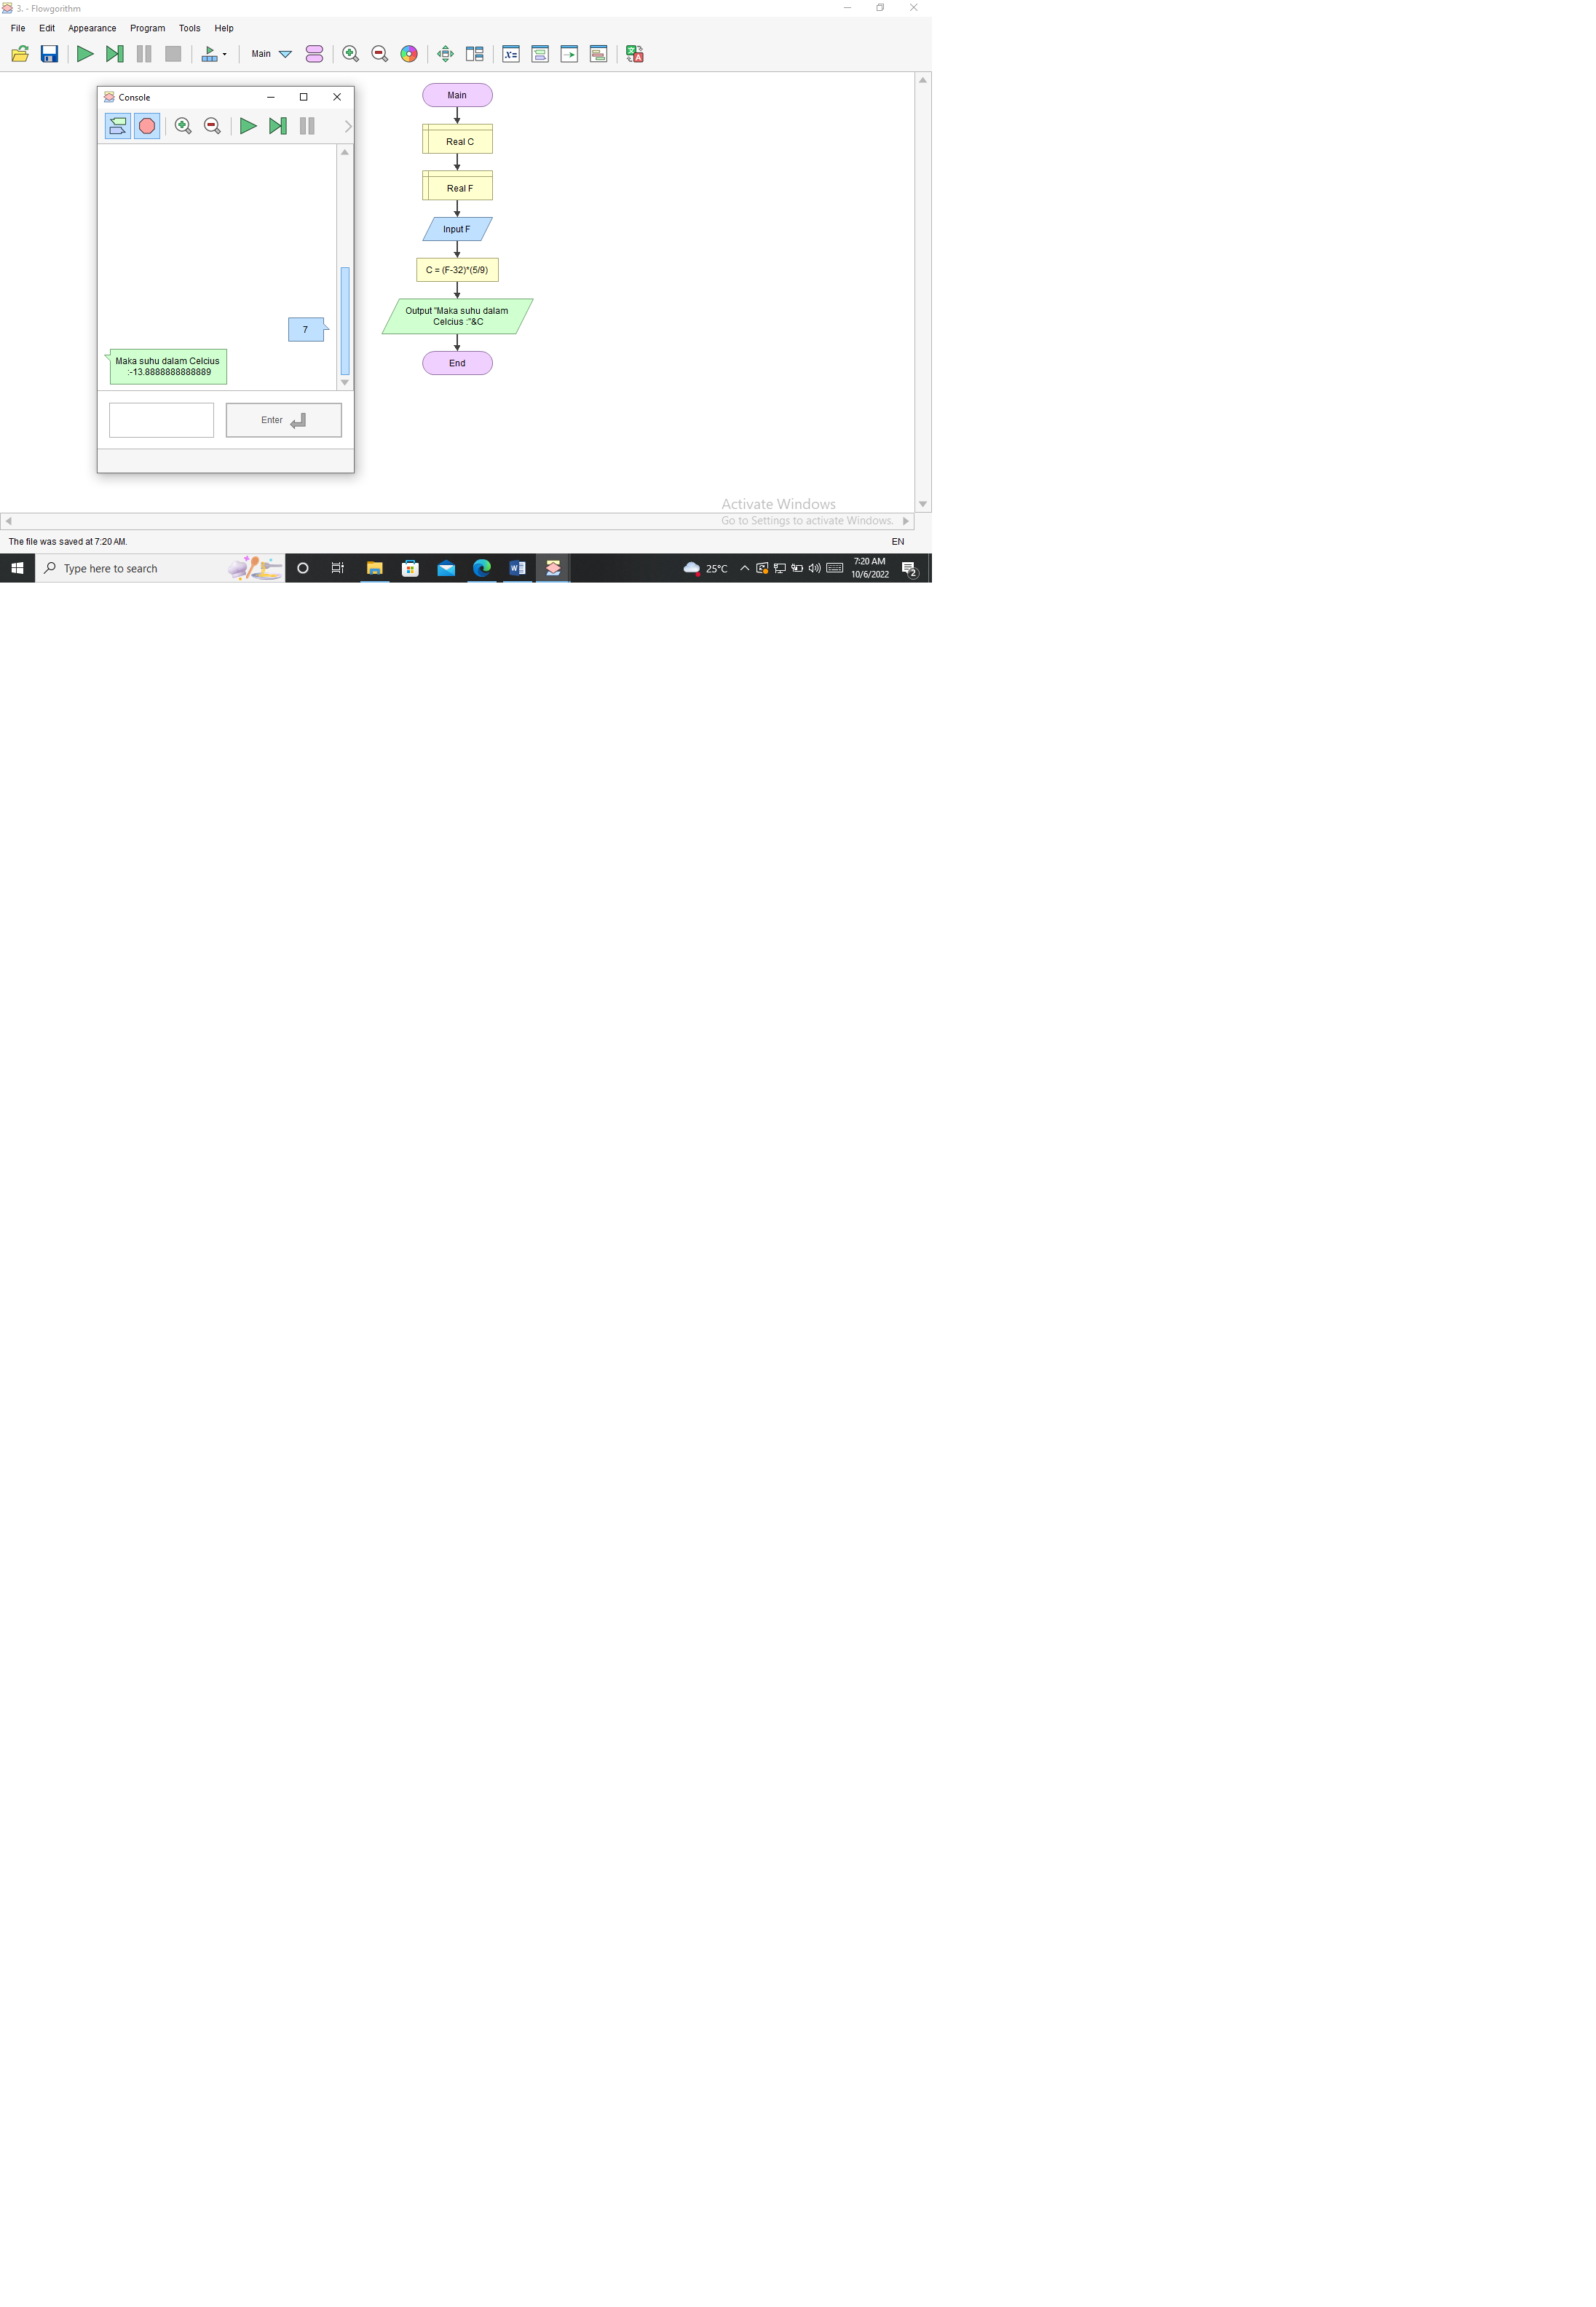 3. - Flowgorithm
File Edit Appearance Program Tools Help
Main
Console
7
Maka suhu dalam Celcius
:-13.8888888888889
Enter
Main
Real C
Real F
Input F
C = (F-32)*(5/9)
Output "Maka suhu dalam
Celcius :"&C
End
Activate Windows
Go to Settings to activate Windows.
The file was saved at 7:20 AM.
EN
Type here to search
25°C
7:20 AM
10/6/2022
2